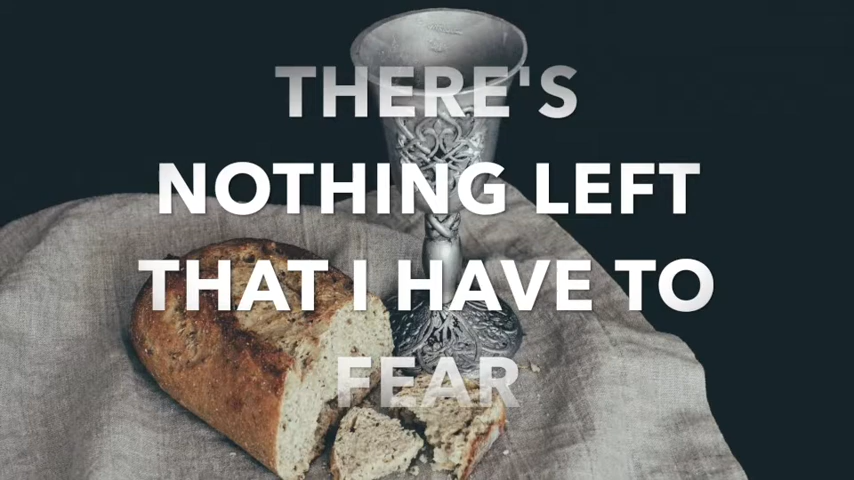 THERE'S
NOTHING LEFT
THAT I HAVE TO
FEAR